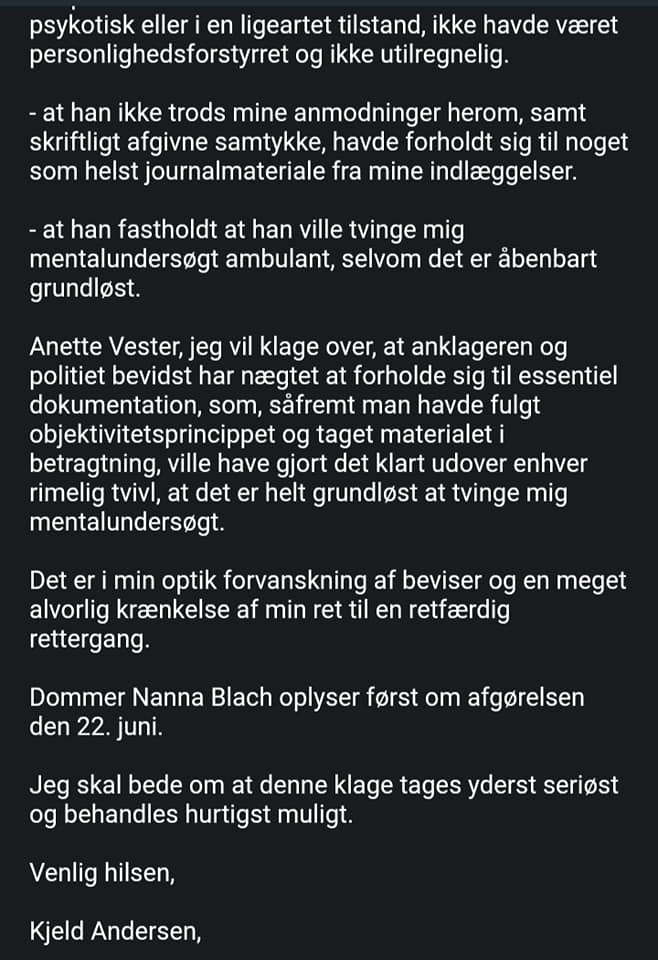 psykotisk eller i en ligeartet tilstand, ikke havde været
personlighedsforstyrret og ikke utilregnelig.
- at han ikke trods mine anmodninger herom, samt
skriftligt afgivne samtykke, havde forholdt sig til noget
som helst journalmateriale fra mine indlæggelser.
- at han fastholdt at han ville tvinge mig
mentalundersøgt ambulant, selvom det er åbenbart
grundløst.
Anette Vester, jeg vil klage over, at anklageren og
politiet bevidst har nægtet at forholde sig til essentiel
dokumentation, som, såfremt man havde fulgt
objektivitetsprincippet og taget materialet i
betragtning, ville have gjort det klart udover enhver
rimelig tvivl, at det er helt grundløst at tvinge mig
mentalundersøgt.
Det er i min optik forvanskning af beviser og en meget
alvorlig krænkelse af min ret til en retfærdig
rettergang.
Dommer Nanna Blach oplyser først om afgørelsen
den 22. juni.
Jeg skal bede om at denne klage tages yderst seriøst
og behandles hurtigst muligt.
Venlig hilsen,
Kjeld Andersen,